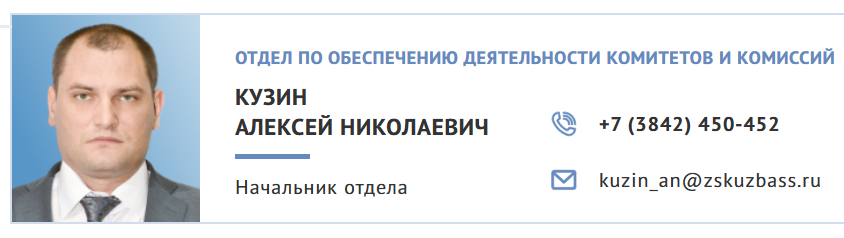 ОТДЕЛ ПО ОБЕСПЕЧЕНИЮ ДЕЯТЕЛЬНОСТИ КОМИТЕТОВ И КОМИССИЙ
КУЗИН
АЛЕКСЕЙ НИКОЛАЕВИЧ
Начальник отдела
+7 (3842) 450-452
kuzin_an@zskuzbass.ru